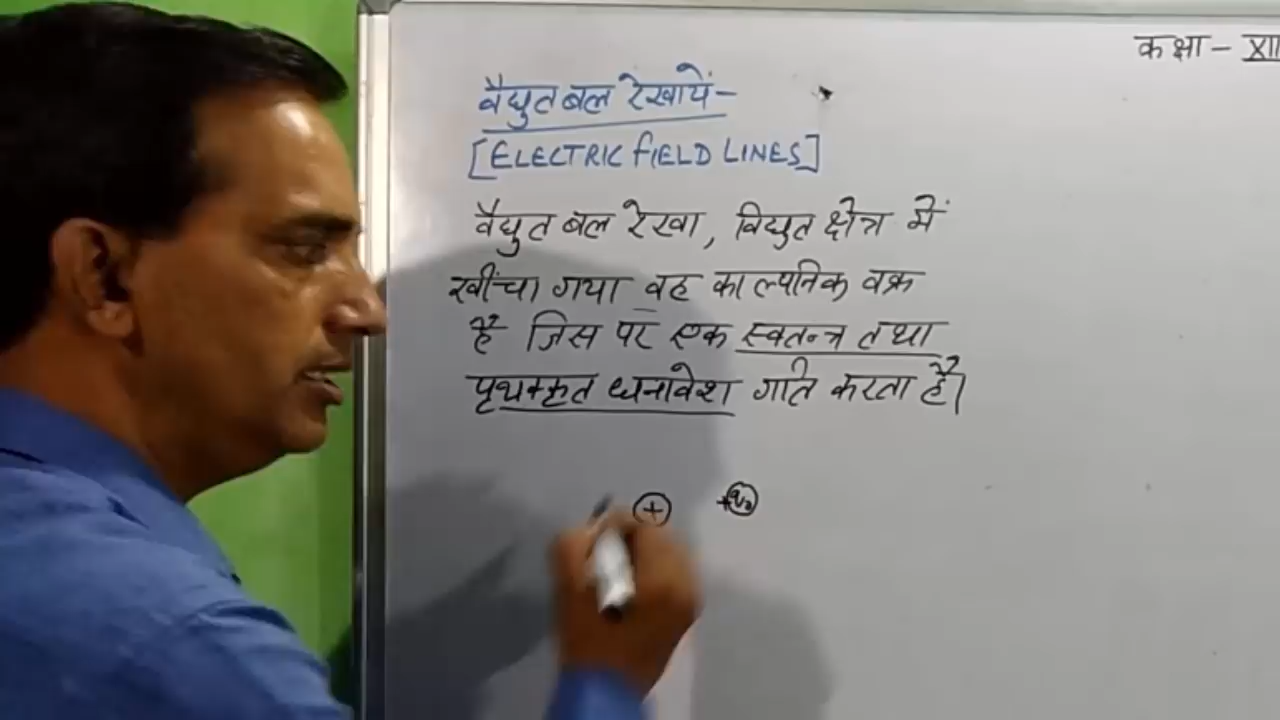 कक्षा - XII
वैद्युत बल रेखायें -
[ELECTRIC FIELD LINES]
वैद्युत बल रेखा, विद्युत क्षेत्र में
खींचा गया वह काल्पनिक वक्र
है जिस पर एक स्वतन्त्र तथा
पृथक्कृत धनावेश गति करता है।
+ +q₀